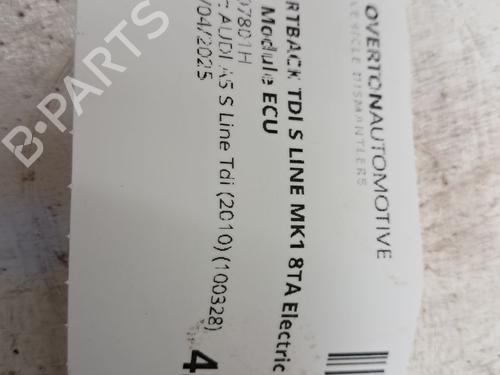 OVERTONAUTOMOTIVE
VEHICLE DISMANTLERS
RTBACK TDI S LINE MK1 8TA Electric
Module ECU
07801H
: AUDI A5 S Line Tdi (2010) (100328)
/04/2025
4
B-PARTS